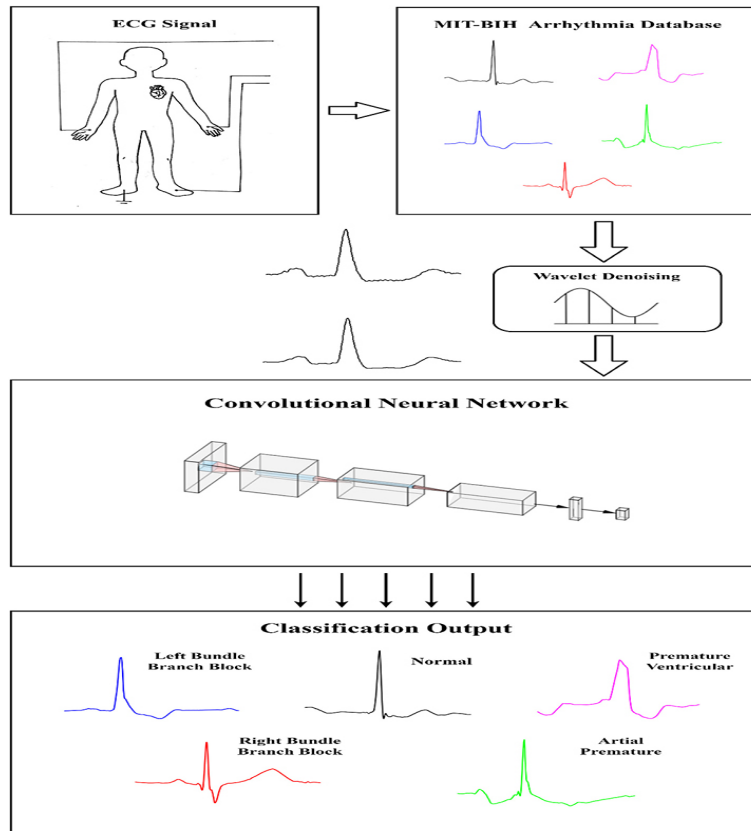 ECG Signal
MIT-BIH Arrhythmia Database
Wavelet Denoising
Convolutional Neural Network
Classification Output
Left Bundle
Branch Block
Normal
Premature
Ventricular
Right Bundle
Branch Block
Artial
Premature